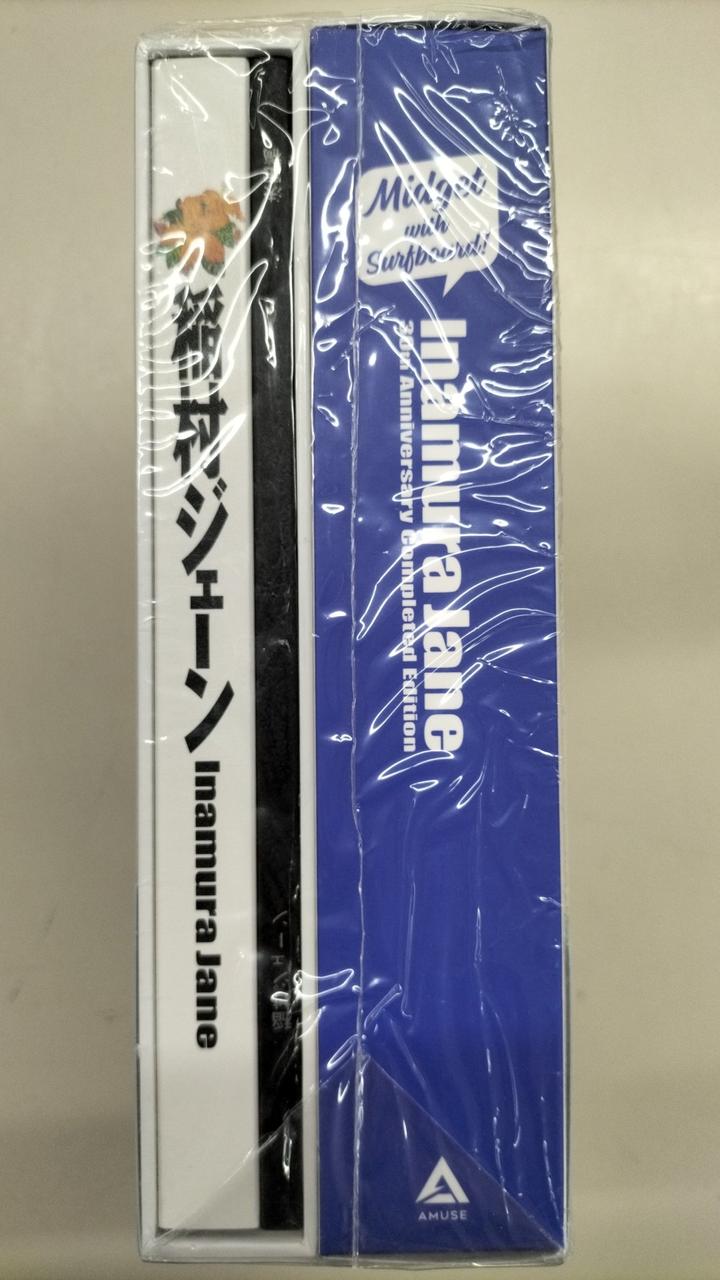 稲村ジェーン Inamura Jane
Midget
with
Surfboard!
Inamura Jane
30th Anniversary Completed Edition
AMUSE